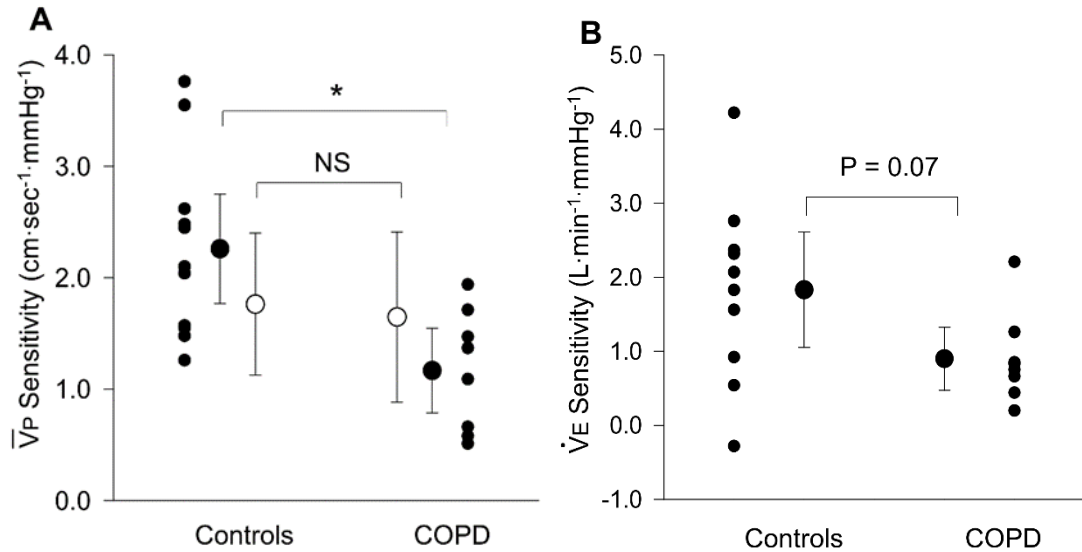 A
V̅P Sensitivity (cm·sec⁻¹·mmHg⁻¹)
4.0
3.0
2.0
1.0
0.0
*
NS
Controls COPD
B
V̇E Sensitivity (L·min⁻¹·mmHg⁻¹)
5.0
4.0
3.0
2.0
1.0
0.0
-1.0
P = 0.07
Controls COPD